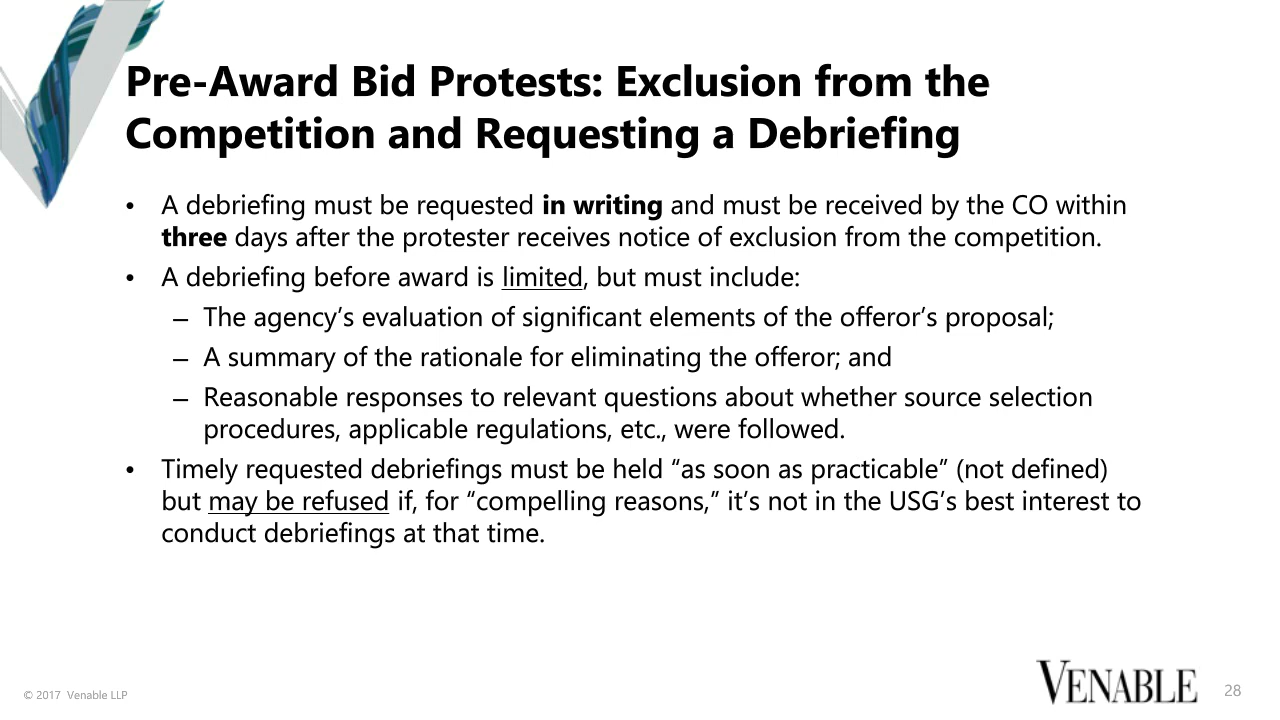 Pre-Award Bid Protests: Exclusion from the
Competition and Requesting a Debriefing
• A debriefing must be requested in writing and must be received by the CO within
three days after the protester receives notice of exclusion from the competition.
• A debriefing before award is limited, but must include:
– The agency’s evaluation of significant elements of the offeror’s proposal;
– A summary of the rationale for eliminating the offeror; and
– Reasonable responses to relevant questions about whether source selection
procedures, applicable regulations, etc., were followed.
• Timely requested debriefings must be held “as soon as practicable” (not defined)
but may be refused if, for “compelling reasons,” it’s not in the USG’s best interest to
conduct debriefings at that time.
© 2017 Venable LLP
VENABLE
28